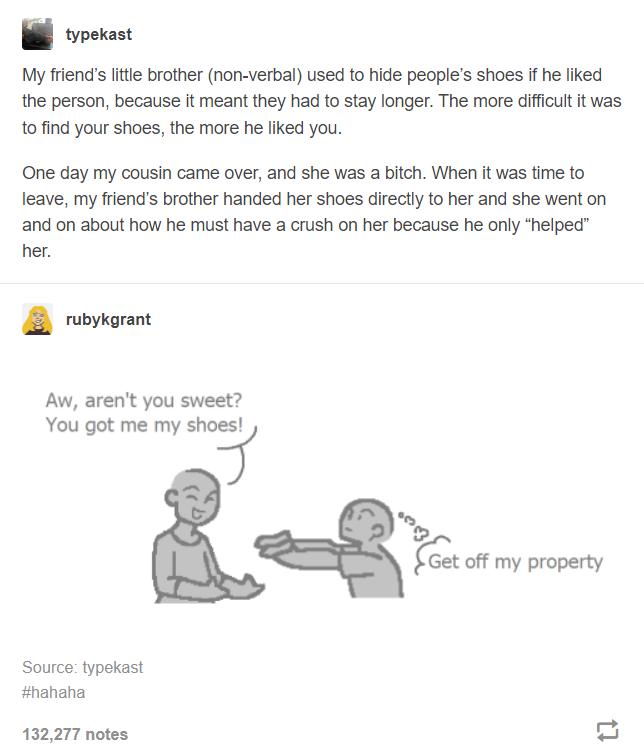 typekast
My friend’s little brother (non-verbal) used to hide people’s shoes if he liked
the person, because it meant they had to stay longer. The more difficult it was
to find your shoes, the more he liked you.
One day my cousin came over, and she was a bitch. When it was time to
leave, my friend’s brother handed her shoes directly to her and she went on
and on about how he must have a crush on her because he only “helped”
her.
rubykgrant
Aw, aren't you sweet?
You got me my shoes!
Get off my property
Source: typekast
#hahaha
132,277 notes